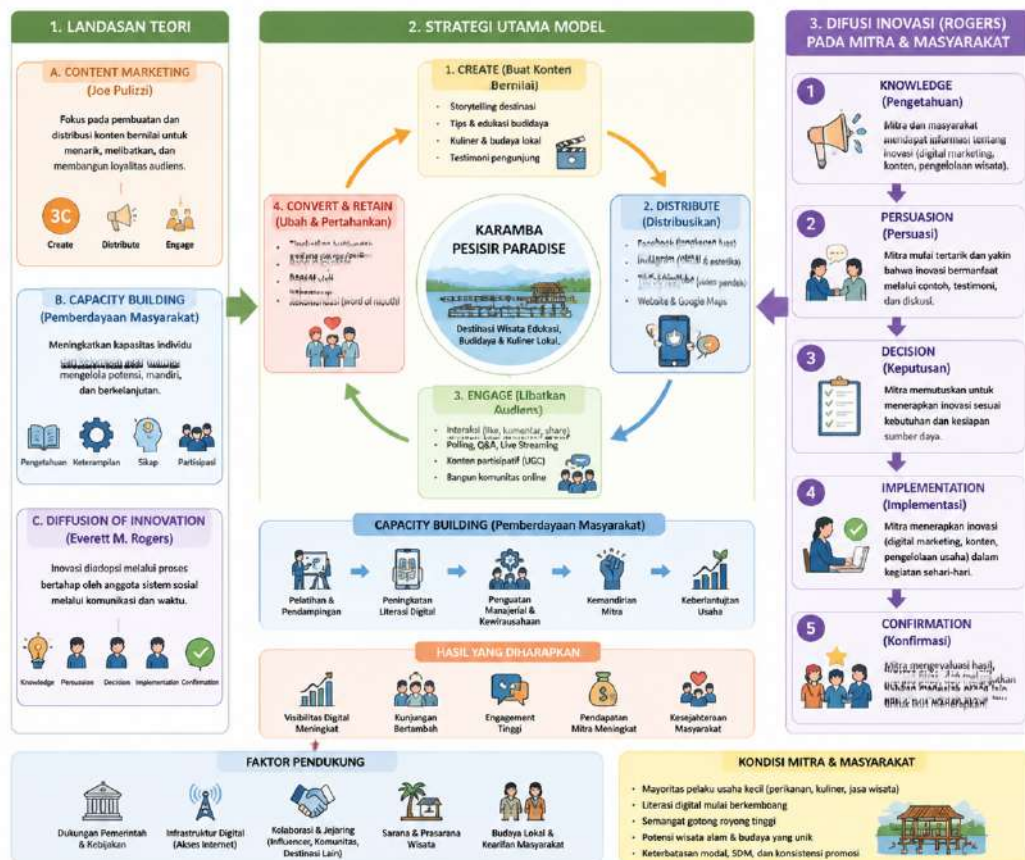 1. LANDASAN TEORI
A. CONTENT MARKETING
(Joe Pulizzi)
Fokus pada pembuatan dan
distribusi konten bernilai untuk
menarik, melibatkan, dan
membangun loyalitas audiens.
3C
Create
Distribute
Engage
B. CAPACITY BUILDING
(Pemberdayaan Masyarakat)
Meningkatkan kapasitas individu
mengelola potensi, mandiri,
dan berkelanjutan.
Pengetahuan
Keterampilan
Sikap
Partisipasi
C. DIFFUSION OF INNOVATION
(Everett M. Rogers)
Inovasi diadopsi melalui proses
bertahap oleh anggota sistem sosial
melalui komunikasi dan waktu.
Knowledge
Persuasion
Decision
Implementation
Confirmation
2. STRATEGI UTAMA MODEL
1. CREATE (Buat Konten
Bernilai)
• Storytelling destinasi
• Tips & edukasi budidaya
• Kuliner & budaya lokal
• Testimoni pengunjung
2. DISTRIBUTE
(Distribusikan)
• Facebook
• (video pendek)
• Website & Google Maps
3. ENGAGE (Libatkan
Audiens)
• Interaksi (like, komentar, share)
• Polling, Q&A, Live Streaming
• Konten partisipatif (UGC)
• Bangun komunitas online
4. CONVERT & RETAIN
(Ubah & Pertahankan)
• (word of mouth)
KARAMBA
PESISIR PARADISE
Destinasi Wisata Edukasi,
Budidaya & Kuliner Lokal.
CAPACITY BUILDING (Pemberdayaan Masyarakat)
Pelatihan &
Pendampingan
Peningkatan
Literasi Digital
Penguatan
Manajerial &
Kewirausahaan
Kemandirian
Mitra
Keberlanjutan
Usaha
HASIL YANG DIHARAPKAN
Visibilitas Digital
Meningkat
Kunjungan
Bertambah
Engagement
Tinggi
Pendapatan
Mitra Meningkat
Kesejahteraan
Masyarakat
3. DIFUSI INOVASI (ROGERS)
PADA MITRA & MASYARAKAT
1
KNOWLEDGE
(Pengetahuan)
Mitra dan masyarakat
mendapat informasi tentang
inovasi (digital marketing,
konten, pengelolaan wisata).
2
PERSUASION
(Persuasi)
Mitra mulai tertarik dan yakin
bahwa inovasi bermanfaat
melalui contoh, testimoni,
dan diskusi.
3
DECISION
(Keputusan)
Mitra memutuskan untuk
menerapkan inovasi sesuai
kebutuhan dan kesiapan
sumber daya.
4
IMPLEMENTATION
(Implementasi)
Mitra menerapkan inovasi
(digital marketing, konten,
pengelolaan usaha) dalam
kegiatan sehari-hari.
5
CONFIRMATION
(Konfirmasi)
Mitra mengevaluasi hasil,
FAKTOR PENDUKUNG
Dukungan Pemerintah
& Kebijakan
Infrastruktur Digital
(Akses Internet)
Kolaborasi & Jejaring
(Influencer, Komunitas,
Destinasi Lain)
Sarana & Prasarana
Wisata
Budaya Lokal &
Kearifan Masyarakat
KONDISI MITRA & MASYARAKAT
• Mayoritas pelaku usaha kecil (perikanan, kuliner, jasa wisata)
• Literasi digital mulai berkembang
• Semangat gotong royong tinggi
• Potensi wisata alam & budaya yang unik
• Keterbatasan modal, SDM, dan konsistensi promosi